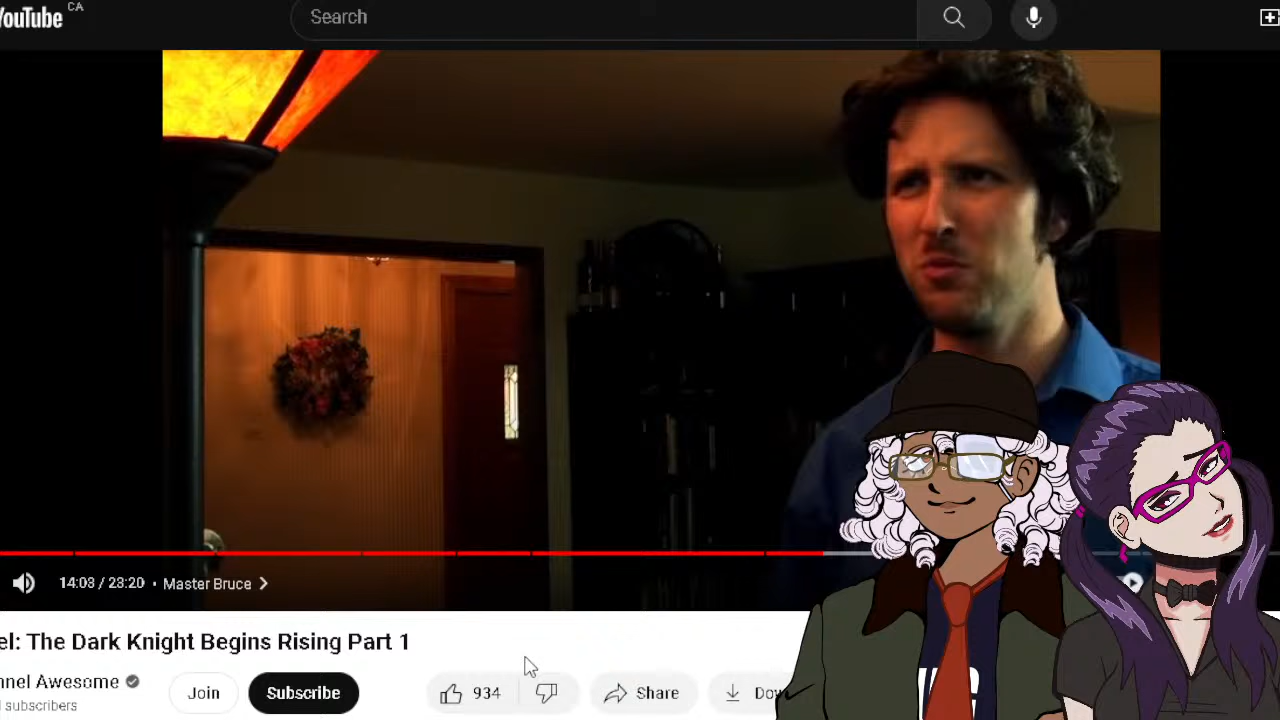 YouTube CA
Search
14:03 / 23:20 • Master Bruce
el: The Dark Knight Begins Rising Part 1
nnel Awesome
Join
Subscribe
934
Share
subscribers